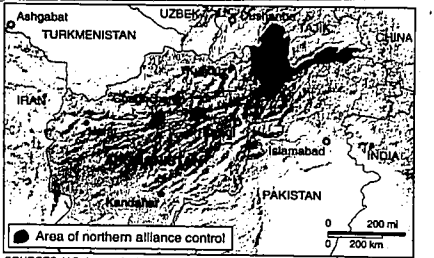 Ashgabat
UZBEK.
Dushanbe
TAJIK.
TURKMENISTAN
CHINA
IRAN
Islamabad
INDIA
Kandahar
PAKISTAN
0 200 mi
0 200 km
Area of northern alliance control